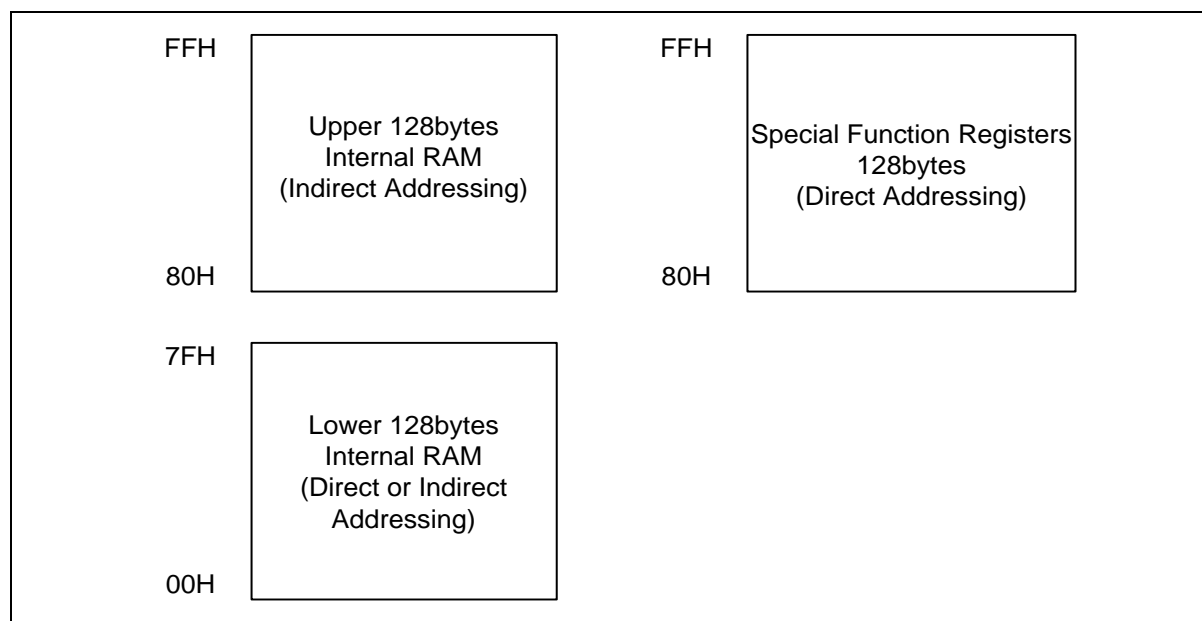 FFH
Upper 128bytes
Internal RAM
(Indirect Addressing)
80H
FFH
Special Function Registers
128bytes
(Direct Addressing)
80H
7FH
Lower 128bytes
Internal RAM
(Direct or Indirect
Addressing)
00H